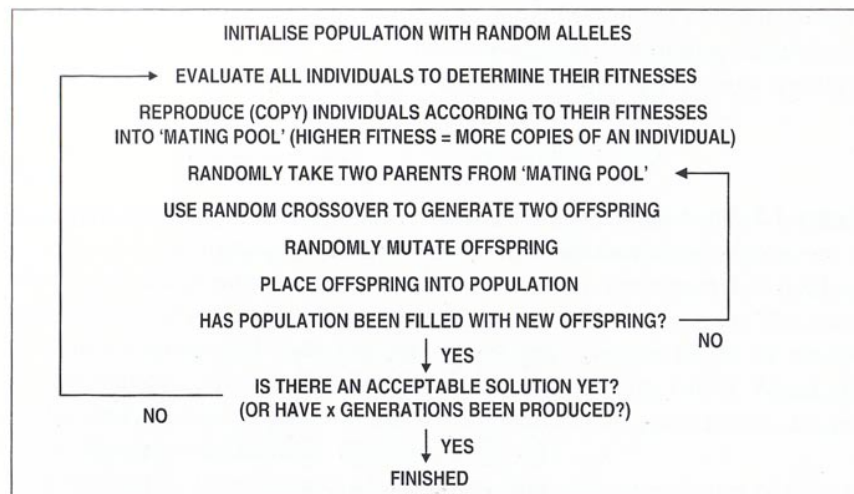 INITIALISE POPULATION WITH RANDOM ALLELES
EVALUATE ALL INDIVIDUALS TO DETERMINE THEIR FITNESSES
REPRODUCE (COPY) INDIVIDUALS ACCORDING TO THEIR FITNESSES
INTO ‘MATING POOL’ (HIGHER FITNESS = MORE COPIES OF AN INDIVIDUAL)
RANDOMLY TAKE TWO PARENTS FROM ‘MATING POOL’
USE RANDOM CROSSOVER TO GENERATE TWO OFFSPRING
RANDOMLY MUTATE OFFSPRING
PLACE OFFSPRING INTO POPULATION
HAS POPULATION BEEN FILLED WITH NEW OFFSPRING?
NO
YES
IS THERE AN ACCEPTABLE SOLUTION YET?
NO
(OR HAVE x GENERATIONS BEEN PRODUCED?)
YES
FINISHED